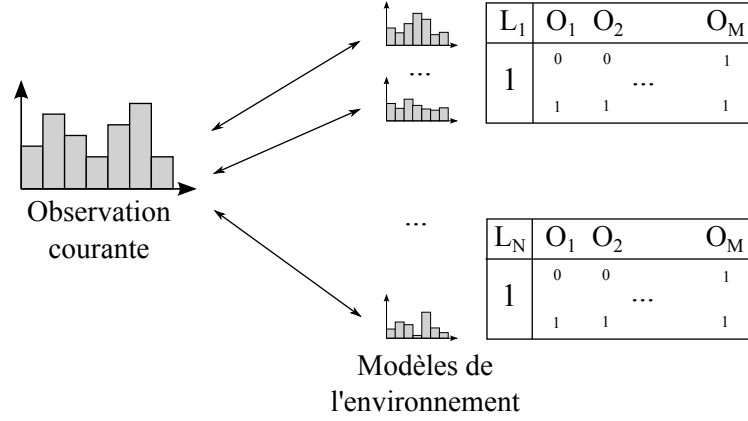 L1 O1 O2 OM
0 0 1
1 ...
1 1 1
...
Observation
courante
...
LN O1 O2 OM
0 0 1
1 ...
1 1 1
Modèles de
l'environnement